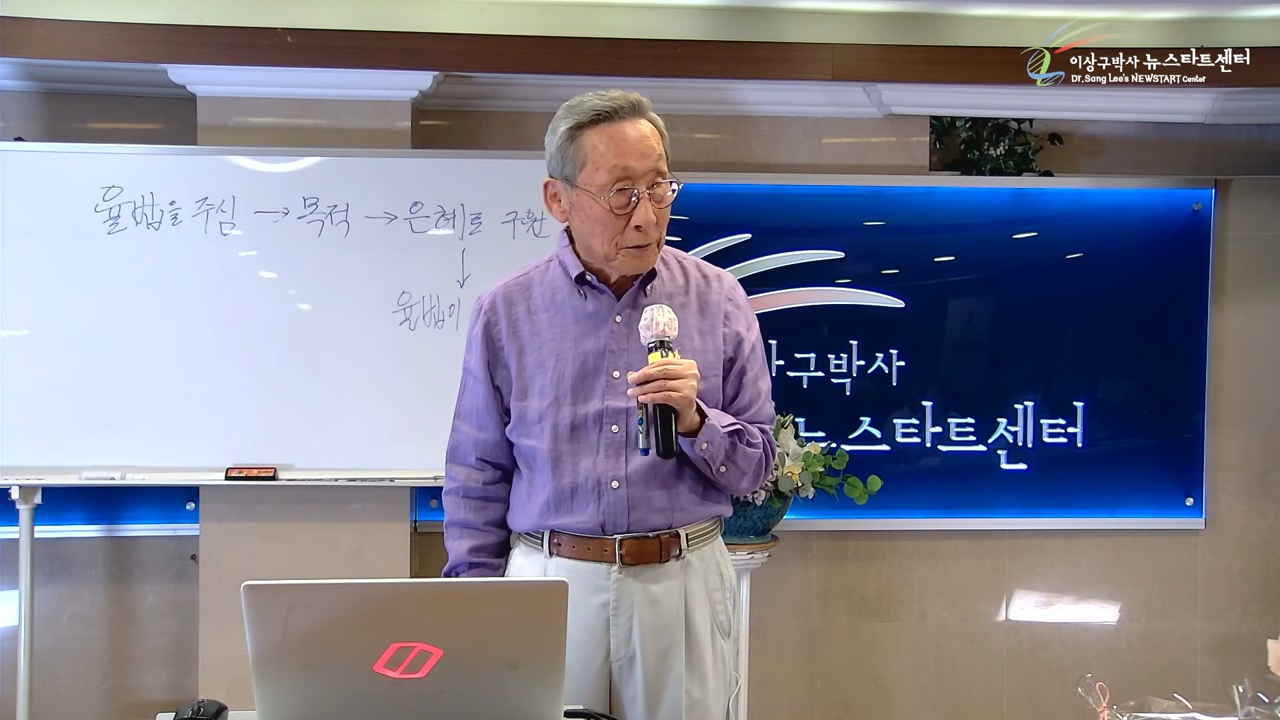 이상구박사 뉴스타트센터
Dr. Sang Lee's NEWSTART Center
율법을 주심 → 목적 → 은혜로 구원
↓
율법이
구박사
뉴스타트센터